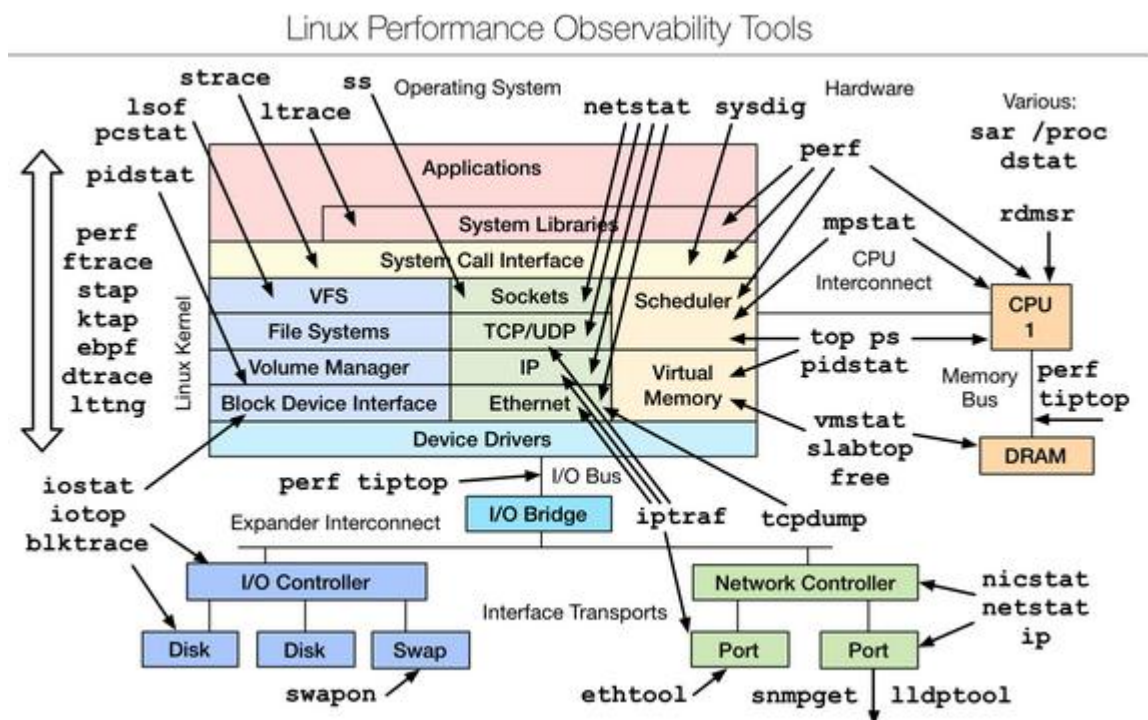 Linux Performance Observability Tools
strace
ss
Operating System
Hardware
Various:
lsof
ltrace
netstat
sysdig
sar /proc
pcstat
dstat
perf
pidstat
Applications
System Libraries
mpstat
rdmsr
perf
ftrace
stap
ktap
ebpf
dtrace
lttng
Linux Kernel
System Call Interface
CPU
Interconnect
VFS
Sockets
Scheduler
CPU
1
File Systems
TCP/UDP
top ps
pidstat
Volume Manager
IP
Virtual
Memory
Memory
Bus
perf
tiptop
Block Device Interface
Ethernet
vmstat
slabtop
free
Device Drivers
DRAM
perf tiptop
I/O Bus
iostat
iotop
blktrace
Expander Interconnect
I/O Bridge
iptraf
tcpdump
I/O Controller
Network Controller
nicstat
netstat
ip
Interface Transports
Disk
Disk
Swap
Port
Port
swapon
ethtool
snmpget
lldptool